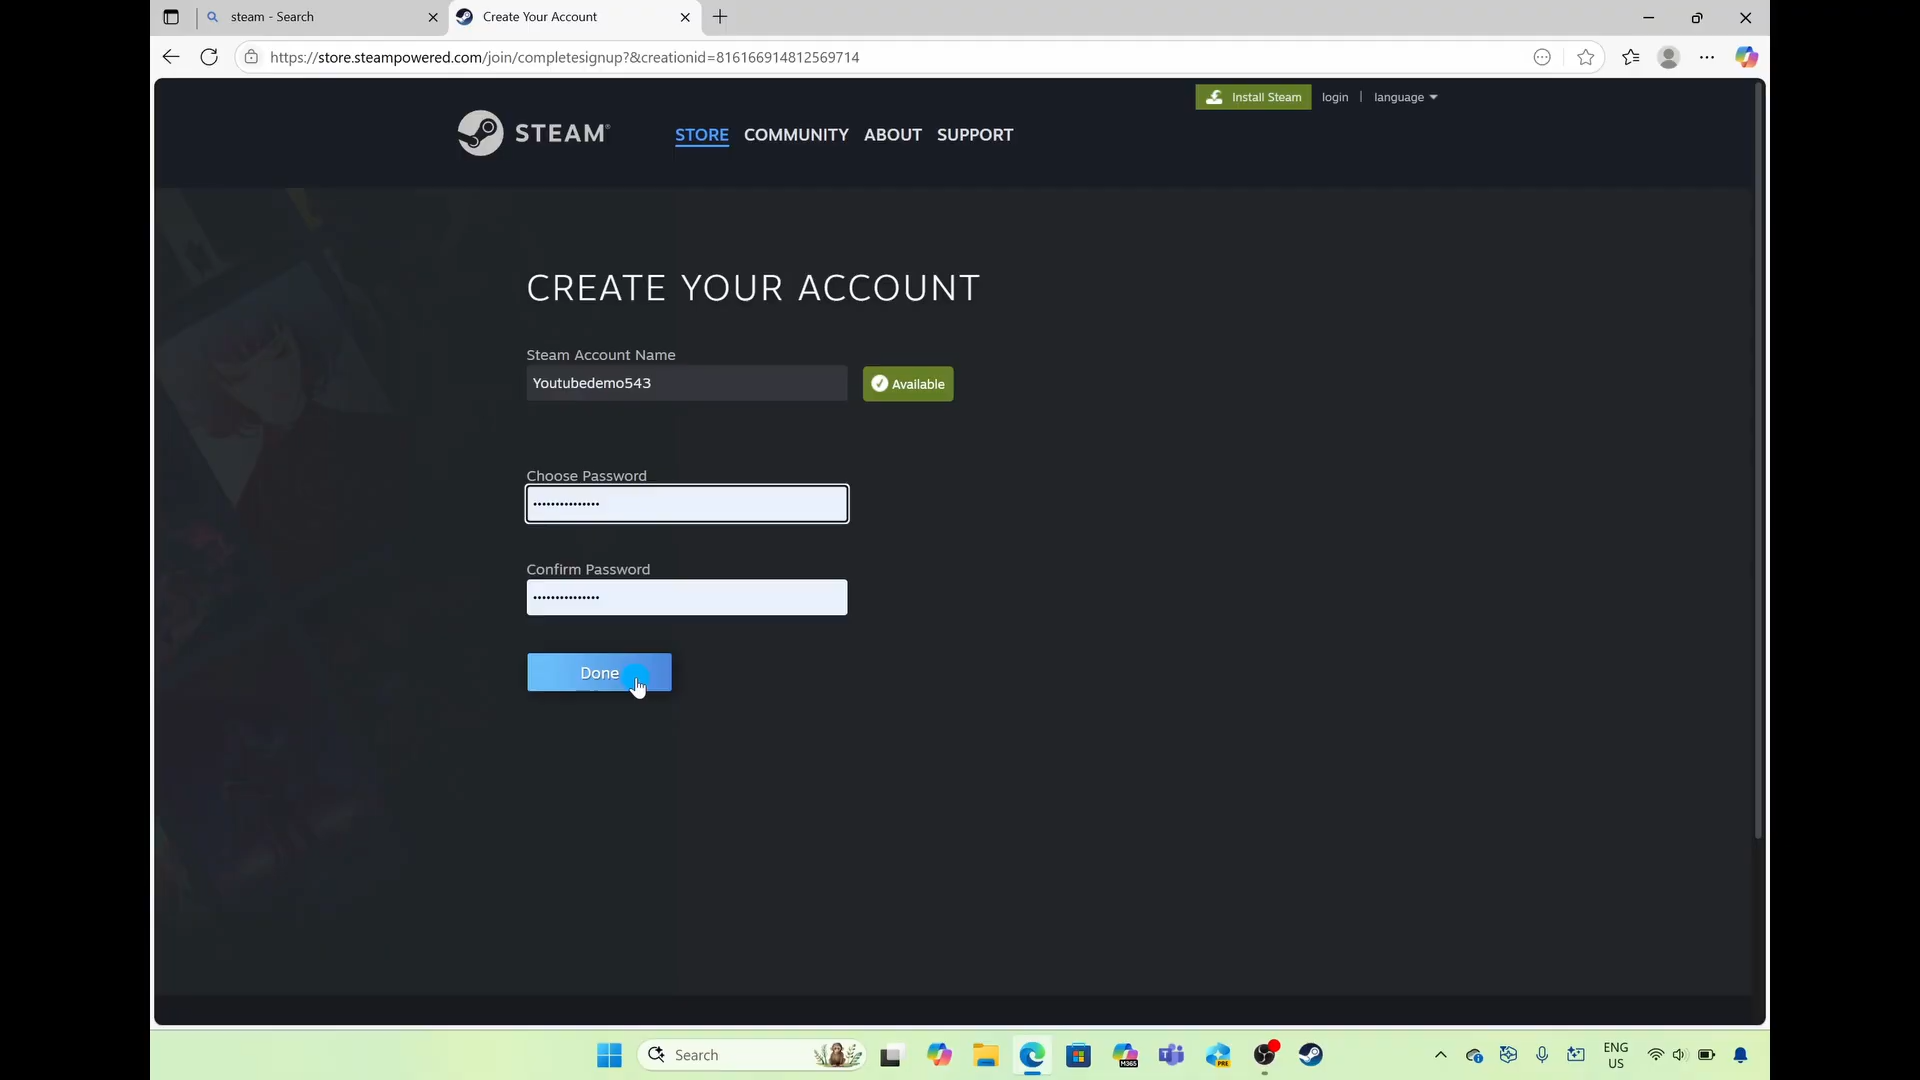 steam - Search
Create Your Account
https://store.steampowered.com/join/completesignup?&creationid=816166914812569714
Install Steam
login | language
STEAM®
STORE COMMUNITY ABOUT SUPPORT
CREATE YOUR ACCOUNT
Steam Account Name
Youtubedemo543
Available
Choose Password
•••••••••••••••
Confirm Password
•••••••••••••••
Done
Search
M365
PRE
ENG
US